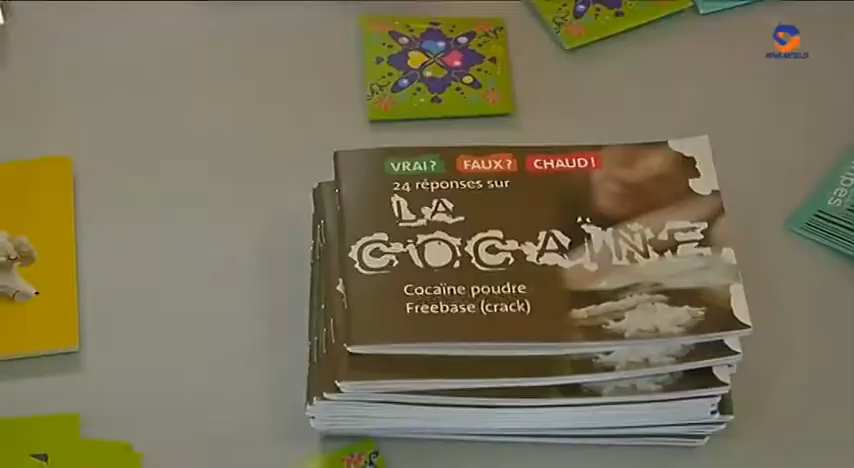 VRAI? FAUX? CHAUD!
24 réponses sur
LA
COCAÏNE
Cocaïne poudre
Freebase (crack)